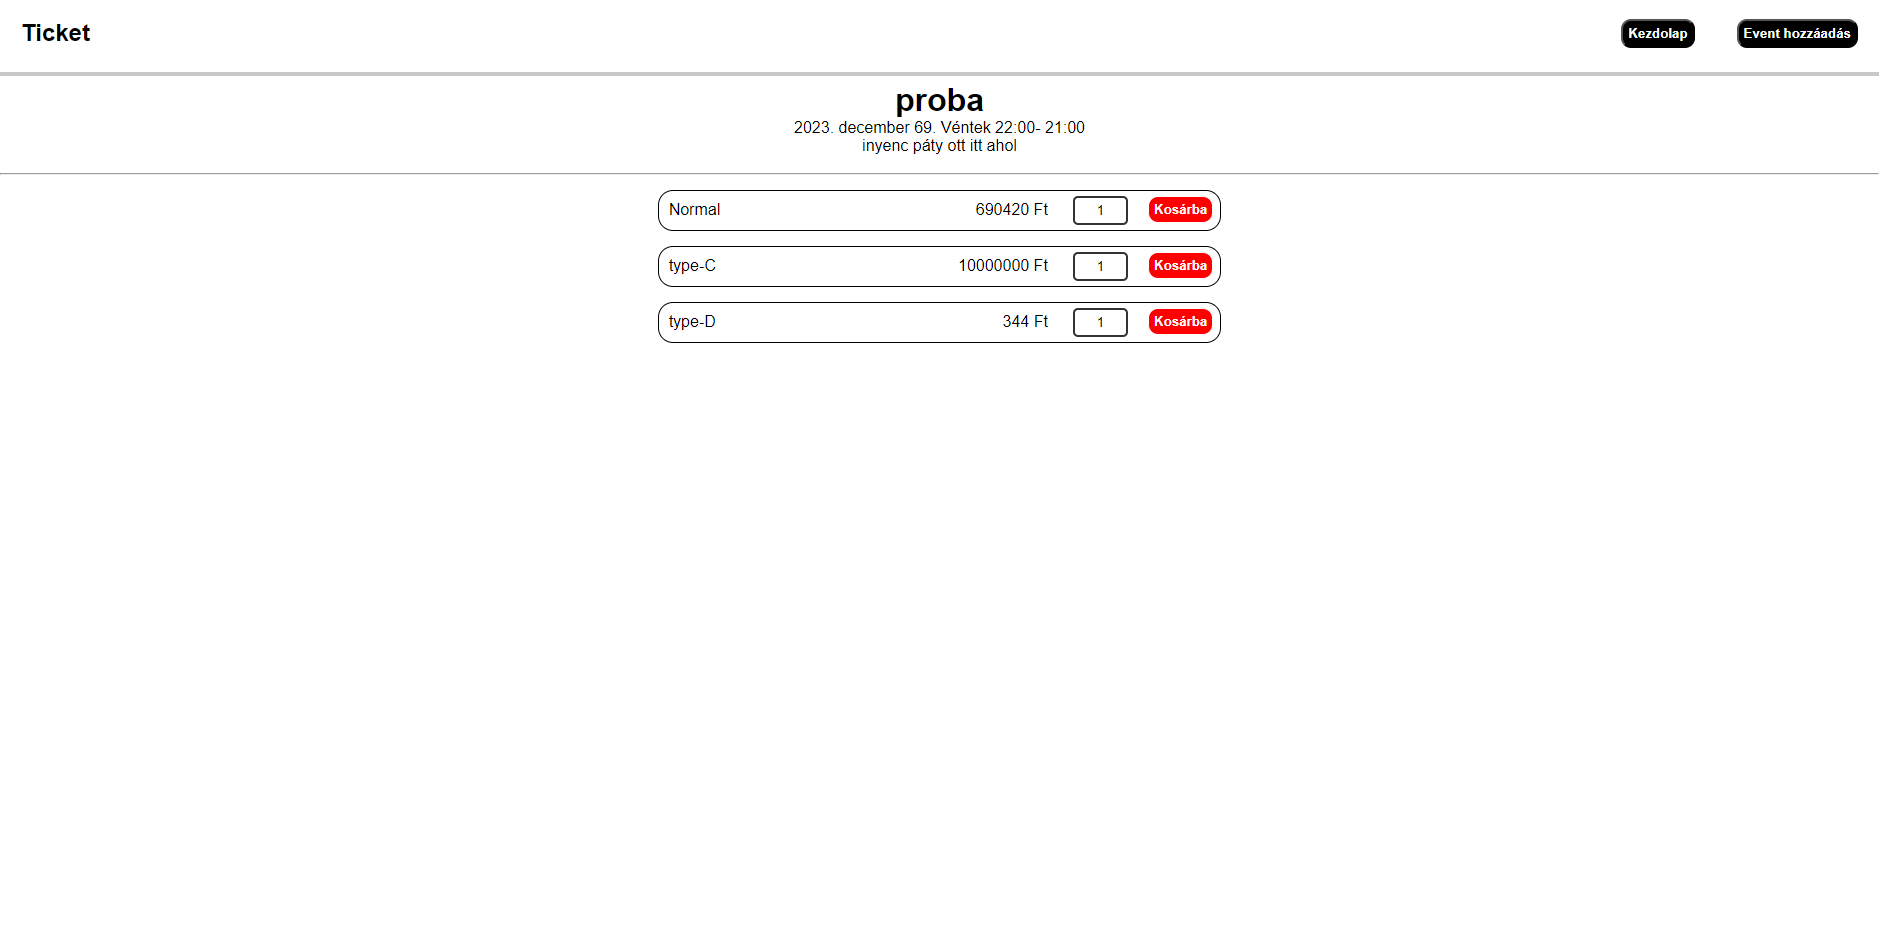 Ticket Kezdolap Event hozzáadás
proba
2023. december 69. Véntek 22:00- 21:00
inyenc páty ott itt ahol
Normal 690420 Ft 1 Kosárba
type-C 10000000 Ft 1 Kosárba
type-D 344 Ft 1 Kosárba